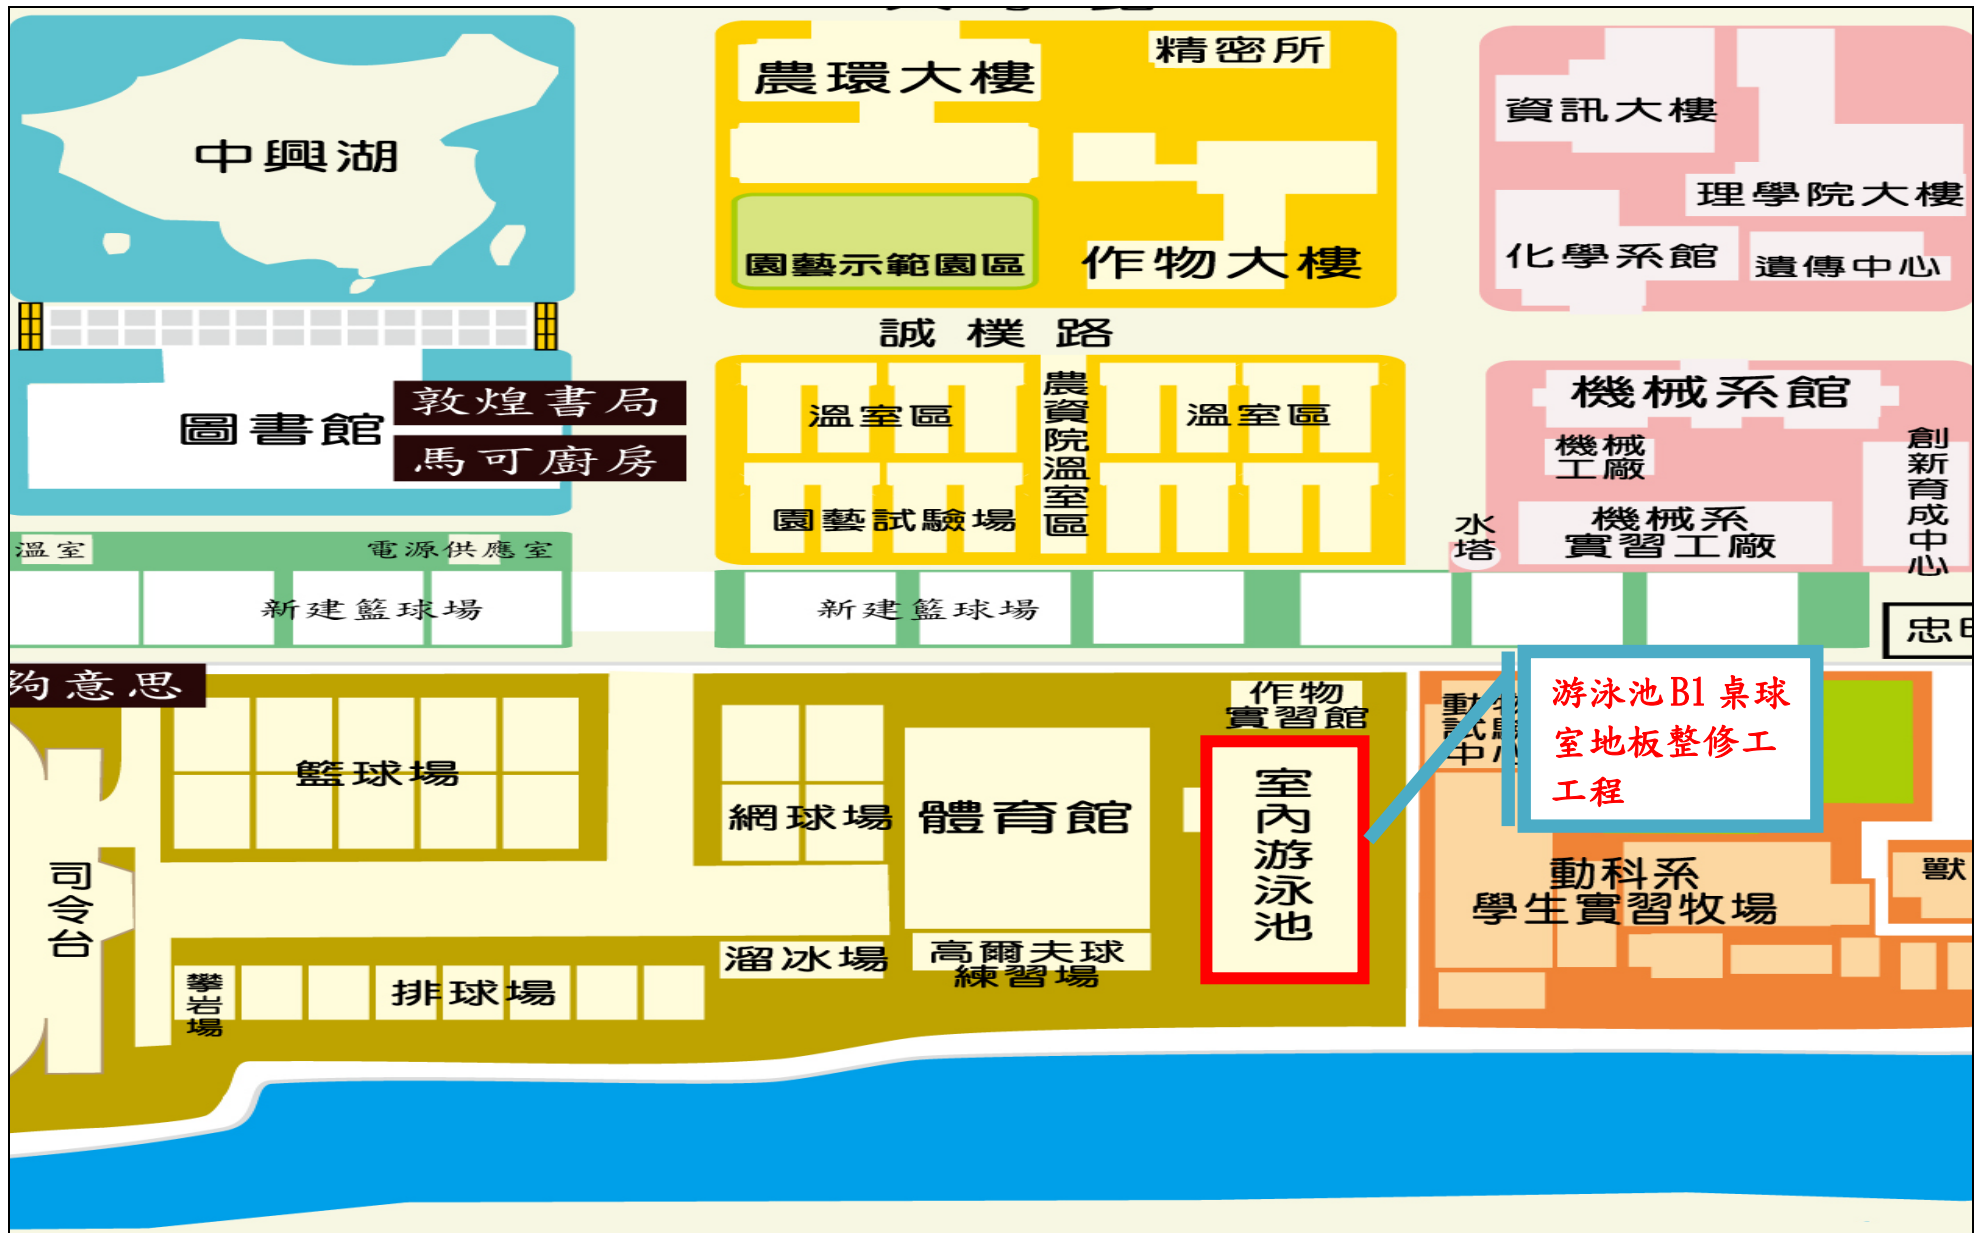 農環大樓
精密所
資訊大樓
中興湖
理學院大樓
園藝示範園區
作物大樓
化學系館
遺傳中心
誠樸路
敦煌書局
圖書館
馬可廚房
溫室區
農資院溫室區
溫室區
機械系館
機械
工廠
創新育成中心
園藝試驗場
水塔
機械系
實習工廠
溫室
電源供應室
新建籃球場
新建籃球場
夠意思
作物
實習館
游泳池B1桌球
室地板整修工
工程
籃球場
網球場
體育館
室內游泳池
司令台
動科系
學生實習牧場
獸
溜冰場
高爾夫球
練習場
攀岩場
排球場